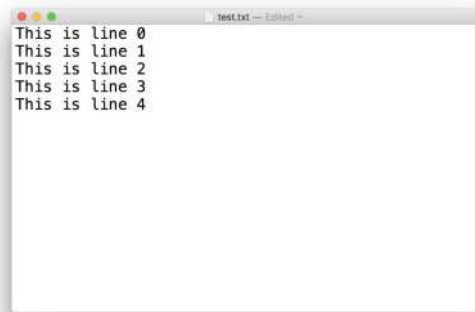 test.txt — Edited
This is line 0
This is line 1
This is line 2
This is line 3
This is line 4